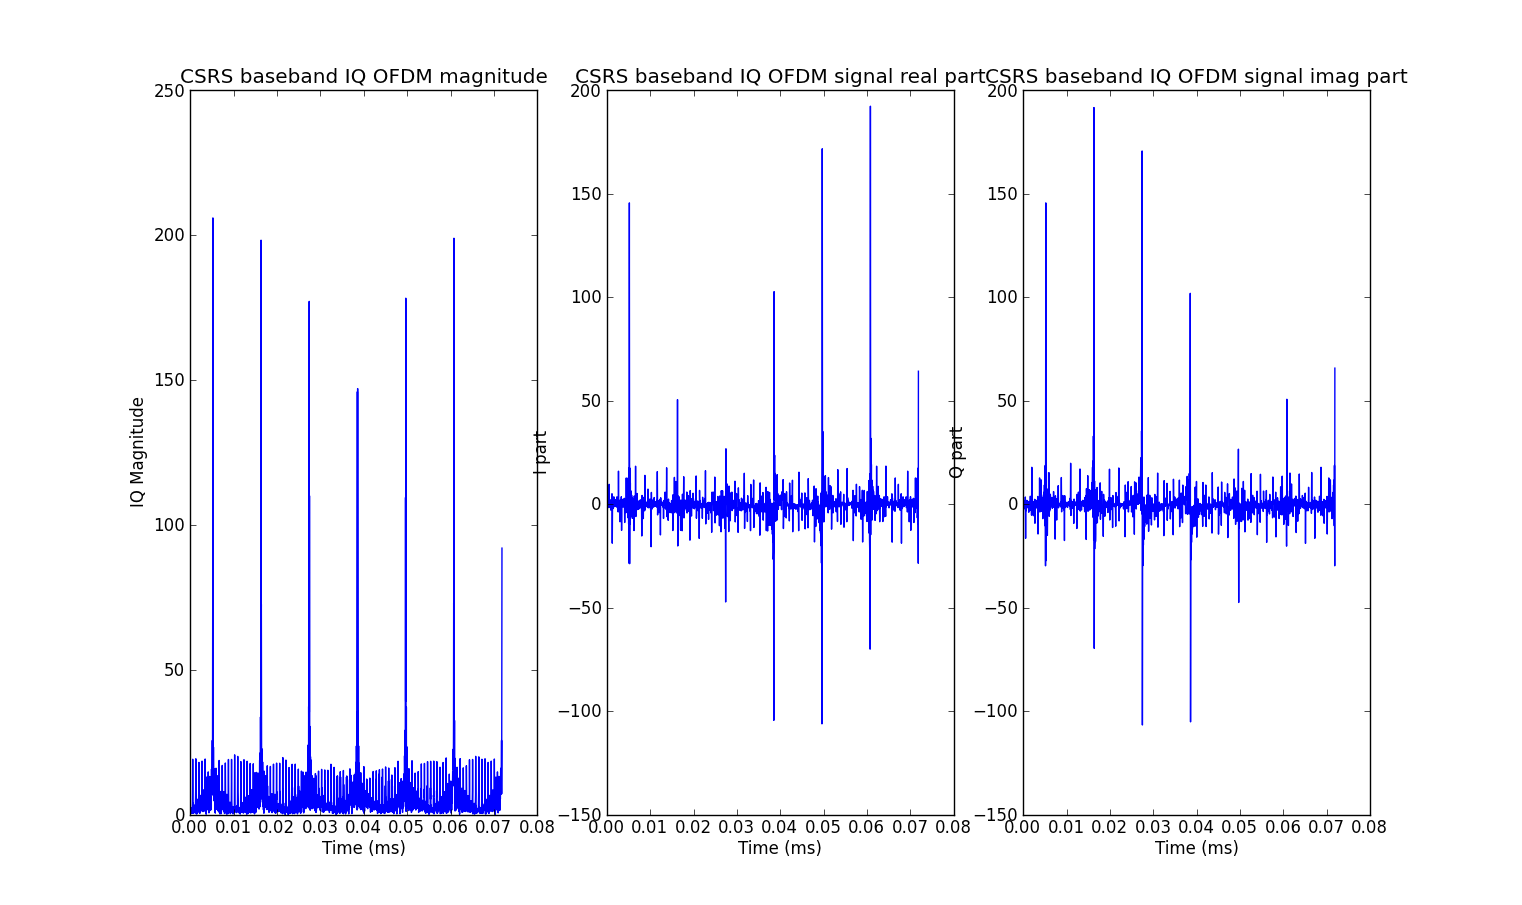 CSRS baseband IQ OFDM magnitude
250
200
150
100
50
0
IQ Magnitude
0.00 0.01 0.02 0.03 0.04 0.05 0.06 0.07 0.08
Time (ms)
CSRS baseband IQ OFDM signal real part
200
150
100
50
0
−50
−100
−150
I part
0.00 0.01 0.02 0.03 0.04 0.05 0.06 0.07 0.08
Time (ms)
CSRS baseband IQ OFDM signal imag part
200
150
100
50
0
−50
−100
−150
Q part
0.00 0.01 0.02 0.03 0.04 0.05 0.06 0.07 0.08
Time (ms)